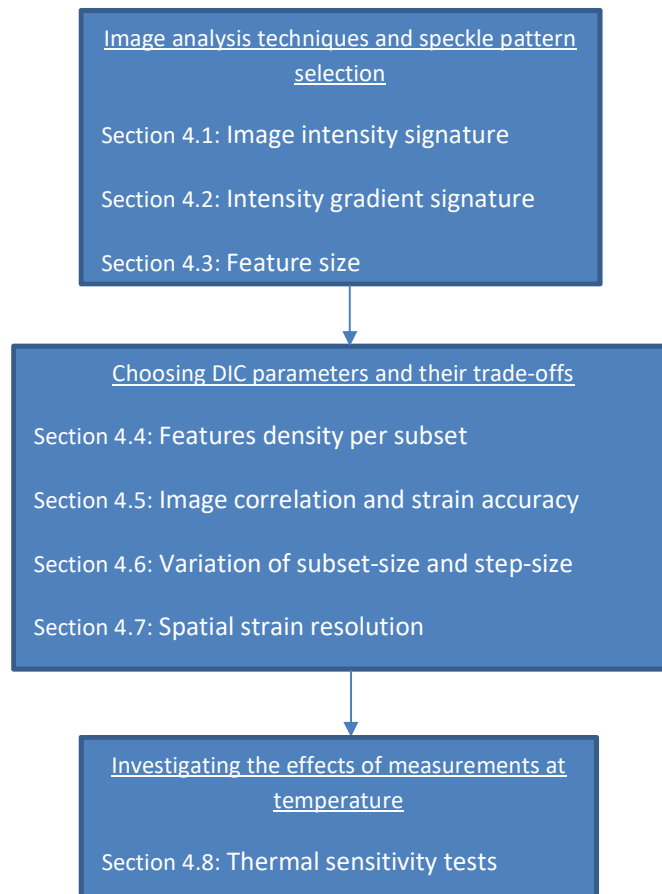 Image analysis techniques and speckle pattern
selection
Section 4.1: Image intensity signature
Section 4.2: Intensity gradient signature
Section 4.3: Feature size
Choosing DIC parameters and their trade-offs
Section 4.4: Features density per subset
Section 4.5: Image correlation and strain accuracy
Section 4.6: Variation of subset-size and step-size
Section 4.7: Spatial strain resolution
Investigating the effects of measurements at
temperature
Section 4.8: Thermal sensitivity tests